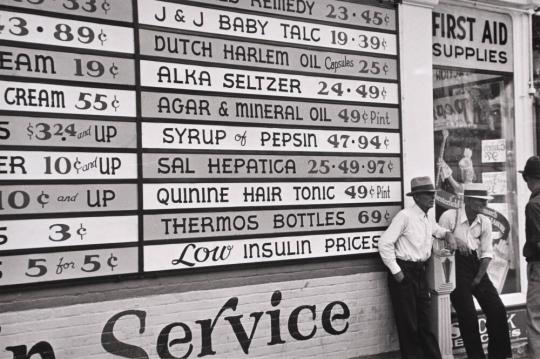 33¢
43·89¢
EAM 19¢
CREAM 55¢
S $3.24 and UP
ER 10¢ and UP
10¢ and UP
S 3¢
5 for 5¢
REMEDY 23·45¢
J & J BABY TALC 19·39¢
DUTCH HARLEM OIL Capsules 25¢
ALKA SELTZER 24·49¢
AGAR & MINERAL OIL 49¢ Pint
SYRUP of PEPSIN 47·94¢
SAL HEPATICA 25·49·97¢
QUININE HAIR TONIC 49¢ Pint
THERMOS BOTTLES 69¢
Low INSULIN PRICES
n Service
FIRST AID
SUPPLIES